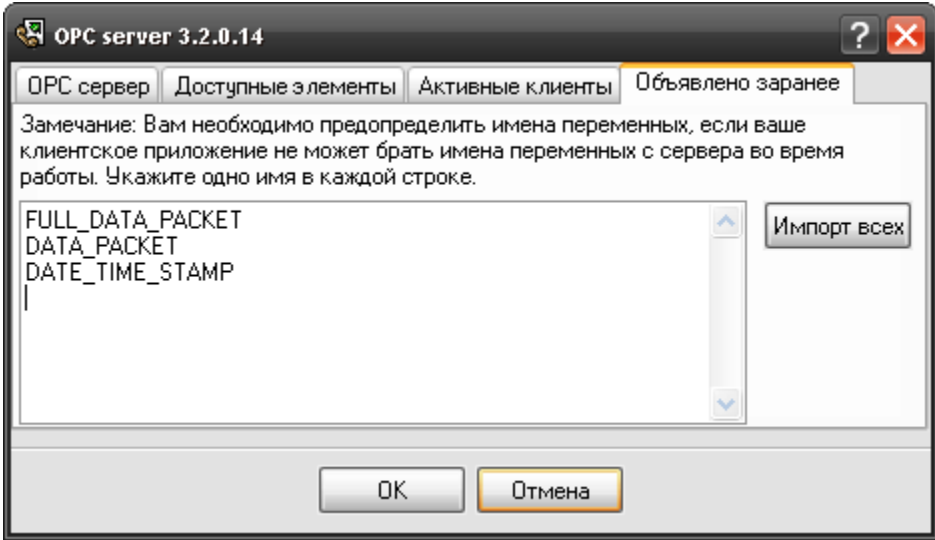 OPC server 3.2.0.14
OPC сервер Доступные элементы Активные клиенты Объявлено заранее
Замечание: Вам необходимо предопределить имена переменных, если ваше
клиентское приложение не может брать имена переменных с сервера во время
работы. Укажите одно имя в каждой строке.
FULL_DATA_PACKET
DATA_PACKET
DATE_TIME_STAMP
Импорт всех
OK Отмена